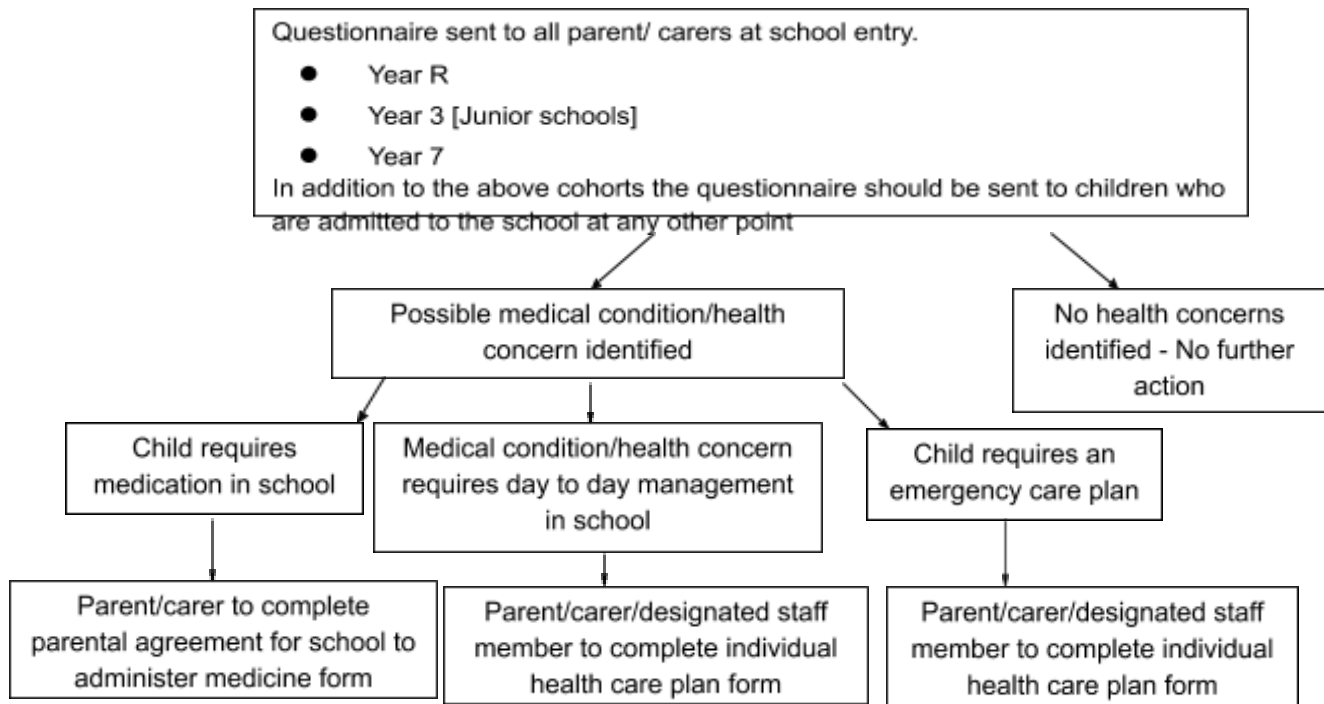 Questionnaire sent to all parent/ carers at school entry.
● Year R
● Year 3 [Junior schools]
● Year 7
In addition to the above cohorts the questionnaire should be sent to children who
are admitted to the school at any other point
Possible medical condition/health
concern identified
No health concerns
identified - No further
action
Child requires
medication in school
Medical condition/health concern
requires day to day management
in school
Child requires an
emergency care plan
Parent/carer to complete
parental agreement for school to
administer medicine form
Parent/carer/designated staff
member to complete individual
health care plan form
Parent/carer/designated staff
member to complete individual
health care plan form